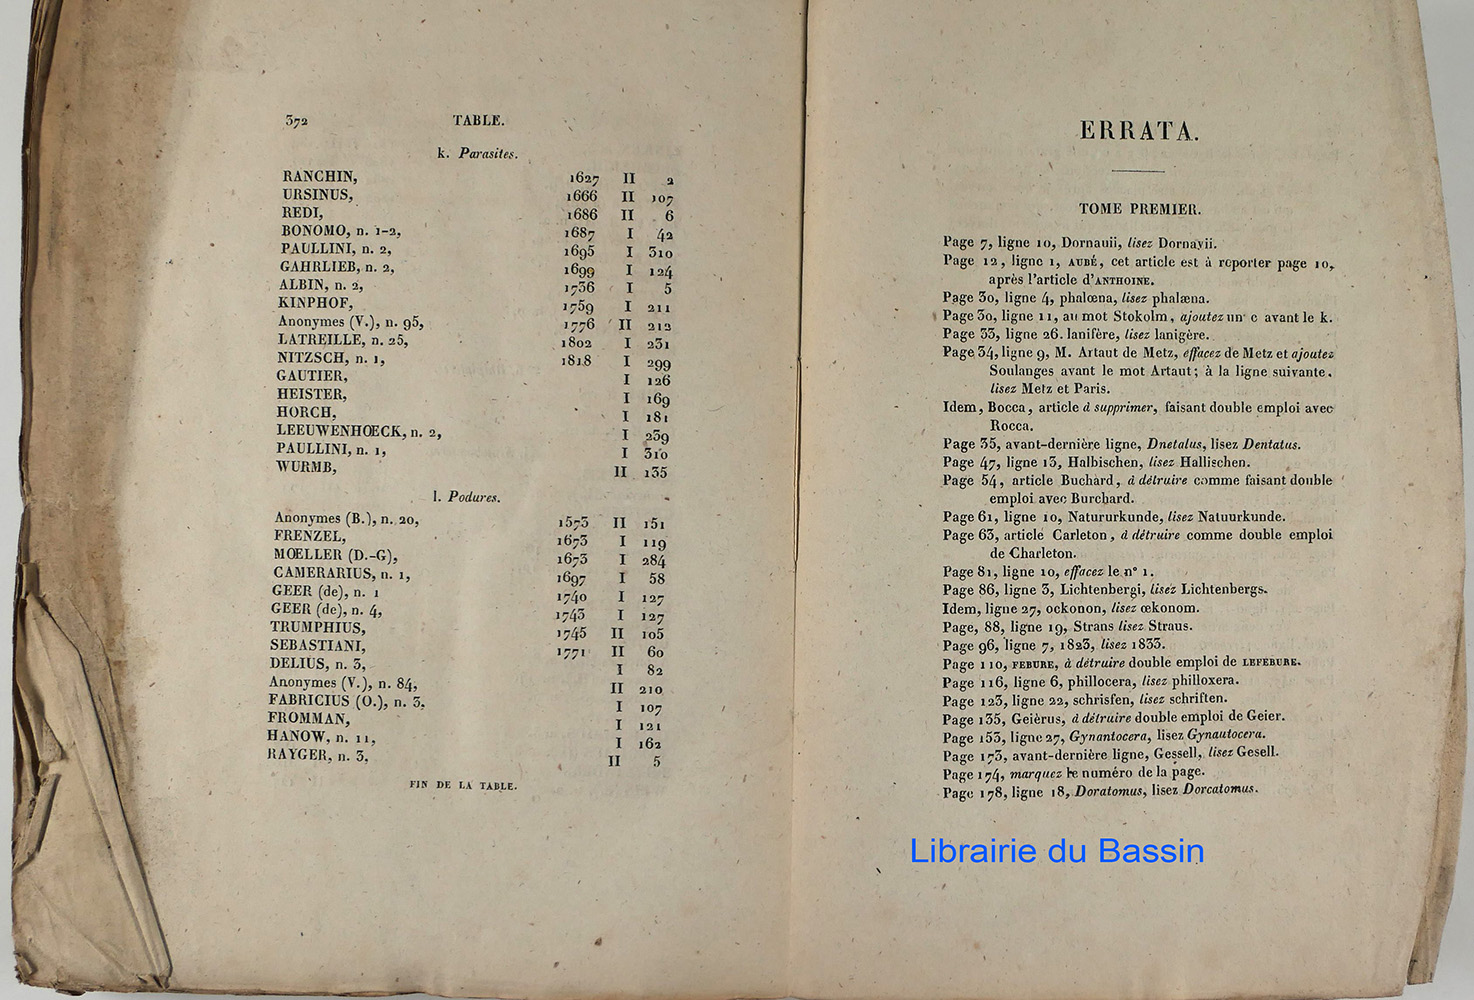 372 TABLE.
k. Parasites.
RANCHIN, 1627 II 2
URSINUS, 1666 II 107
REDI, 1686 II 6
BONOMO, n. 1-2, 1687 I 42
PAULLINI, n. 2, 1695 I 310
GAHRLIEB, n. 2, 1699 I 124
ALBIN, n. 2, 1736 I 5
KINPHOF, 1759 I 211
Anonymes (V.), n. 95, 1776 II 212
LATREILLE, n. 25, 1802 I 231
NITZSCH, n. 1, 1818 I 299
GAUTIER, I 126
HEISTER, I 169
HORCH, I 181
LEEUWENHŒCK, n. 2, I 239
PAULLINI, n. 1, I 310
WURMB, II 135
l. Podures.
Anonymes (B.), n. 20, 1573 II 151
FRENZEL, 1673 I 119
MŒLLER (D.-G), 1673 I 284
CAMERARIUS, n. 1, 1697 I 58
GEER (de), n. 1 1740 I 127
GEER (de), n. 4, 1743 I 127
TRUMPHIUS, 1745 II 105
SEBASTIANI, 1771 II 60
DELIUS, n. 3, I 82
Anonymes (V.), n. 84, II 210
FABRICIUS (O.), n. 3, I 107
FROMMAN, I 121
HANOW, n. 11, I 162
RAYGER, n. 3, II 5
FIN DE LA TABLE.
ERRATA.
TOME PREMIER.
Page 7, ligne 10, Dornauii, lisez Dornavii.
Page 12, ligne 1, AUBÉ, cet article est à reporter page 10,
après l'article d'ANTHOINE.
Page 30, ligne 4, phalœna, lisez phalæna.
Page 30, ligne 11, au mot Stokolm, ajoutez un c avant le k.
Page 33, ligne 26. lanifère, lisez lanigère.
Page 34, ligne 9, M. Artaut de Metz, effacez de Metz et ajoutez
Soulanges avant le mot Artaut; à la ligne suivante,
lisez Metz et Paris.
Idem, Bocca, article à supprimer, faisant double emploi avec
Rocca.
Page 35, avant-dernière ligne, Dnetalus, lisez Dentatus.
Page 47, ligne 13, Halbischen, lisez Hallischen.
Page 54, article Buchard, à détruire comme faisant double
emploi avec Burchard.
Page 61, ligne 10, Natururkunde, lisez Natuurkunde.
Page 63, article Carleton, à détruire comme double emploi
de Charleton.
Page 81, ligne 10, effacez le n° 1.
Page 86, ligne 3, Lichtenbergi, lisez Lichtenbergs.
Idem, ligne 27, ockonon, lisez œkonom.
Page, 88, ligne 19, Strans lisez Straus.
Page 96, ligne 7, 1823, lisez 1833.
Page 110, FEBURE, à détruire double emploi de LEFEBURE.
Page 116, ligne 6, phillocera, lisez philloxera.
Page 123, ligne 22, schrisfen, lisez schriften.
Page 135, Geièrus, à détruire double emploi de Geier.
Page 153, ligne 27, Gynantocera, lisez Gynautocera.
Page 173, avant-dernière ligne, Gessell, lisez Gesell.
Page 174, marquez le numéro de la page.
Page 178, ligne 18, Doratomus, lisez Dorcatomus.
Librairie du Bassin